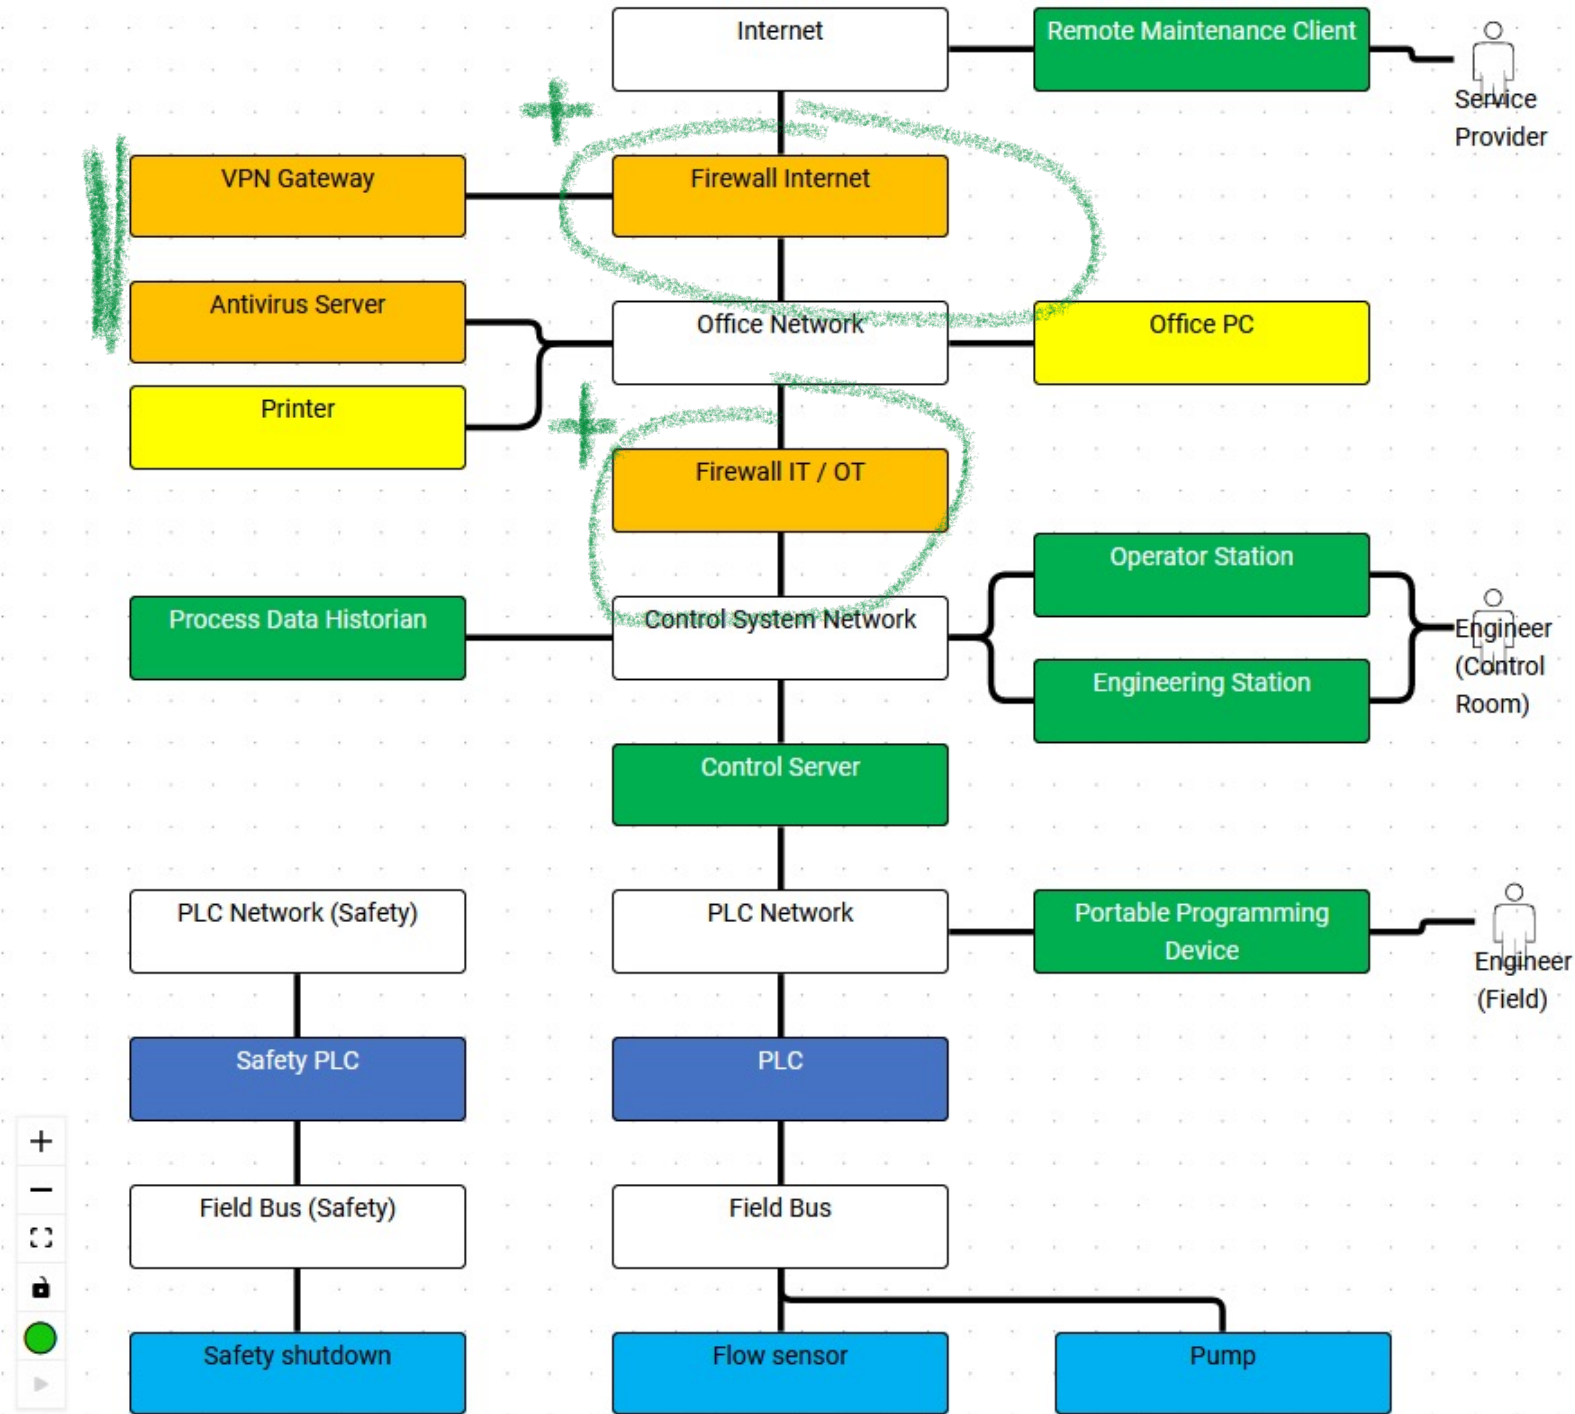 Internet
Remote Maintenance Client
Service
Provider
VPN Gateway
Firewall Internet
Antivirus Server
Office Network
Office PC
Printer
Firewall IT / OT
Operator Station
Process Data Historian
Control System Network
Engineer
(Control
Room)
Engineering Station
Control Server
PLC Network (Safety)
PLC Network
Portable Programming
Device
Engineer
(Field)
Safety PLC
PLC
Field Bus (Safety)
Field Bus
Safety shutdown
Flow sensor
Pump